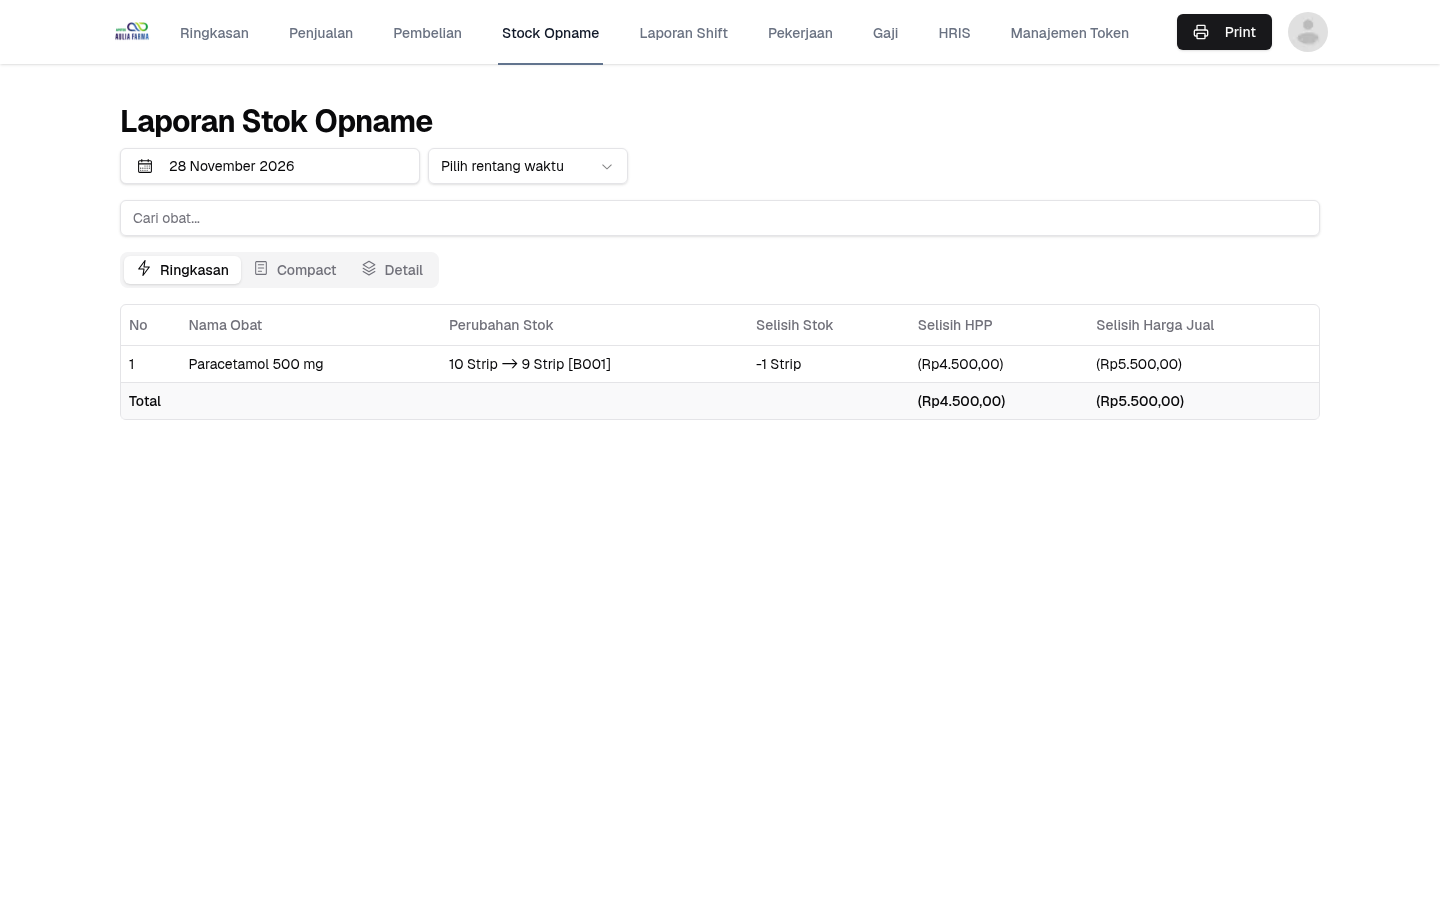 AULIA FARMA
Ringkasan Penjualan Pembelian Stock Opname Laporan Shift Pekerjaan Gaji HRIS Manajemen Token Print
Laporan Stok Opname
28 November 2026 Pilih rentang waktu
Cari obat...
Ringkasan Compact Detail
No Nama Obat Perubahan Stok Selisih Stok Selisih HPP Selisih Harga Jual
1 Paracetamol 500 mg 10 Strip -> 9 Strip [B001] -1 Strip (Rp4.500,00) (Rp5.500,00)
Total (Rp4.500,00) (Rp5.500,00)